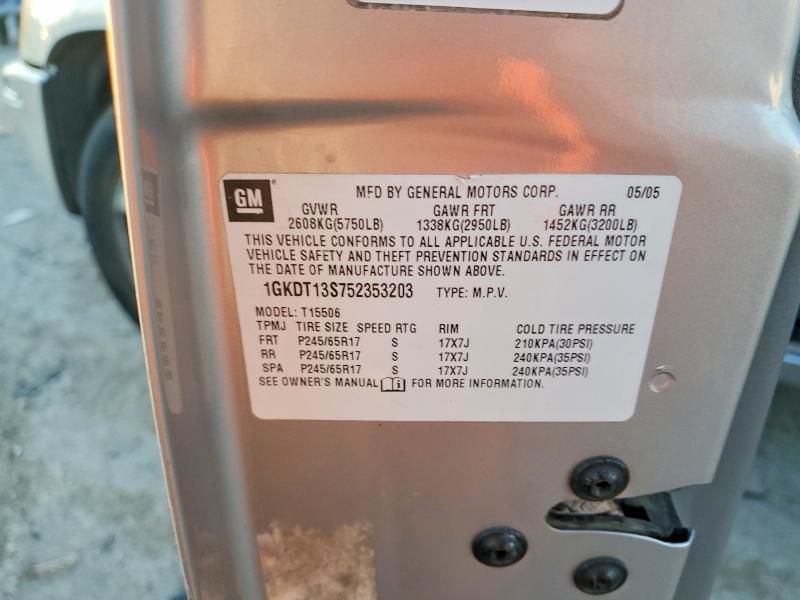 GM ® MFD BY GENERAL MOTORS CORP. 05/05
GVWR GAWR FRT GAWR RR
2608KG(5750LB) 1338KG(2950LB) 1452KG(3200LB)
THIS VEHICLE CONFORMS TO ALL APPLICABLE U.S. FEDERAL MOTOR
VEHICLE SAFETY AND THEFT PREVENTION STANDARDS IN EFFECT ON
THE DATE OF MANUFACTURE SHOWN ABOVE.
1GKDT13S752353203 TYPE: M.P.V.
MODEL: T15506
TPMJ TIRE SIZE SPEED RTG RIM COLD TIRE PRESSURE
FRT P245/65R17 S 17X7J 210KPA(30PSI)
RR P245/65R17 S 17X7J 240KPA(35PSI)
SPA P245/65R17 S 17X7J 240KPA(35PSI)
SEE OWNER'S MANUAL FOR MORE INFORMATION.